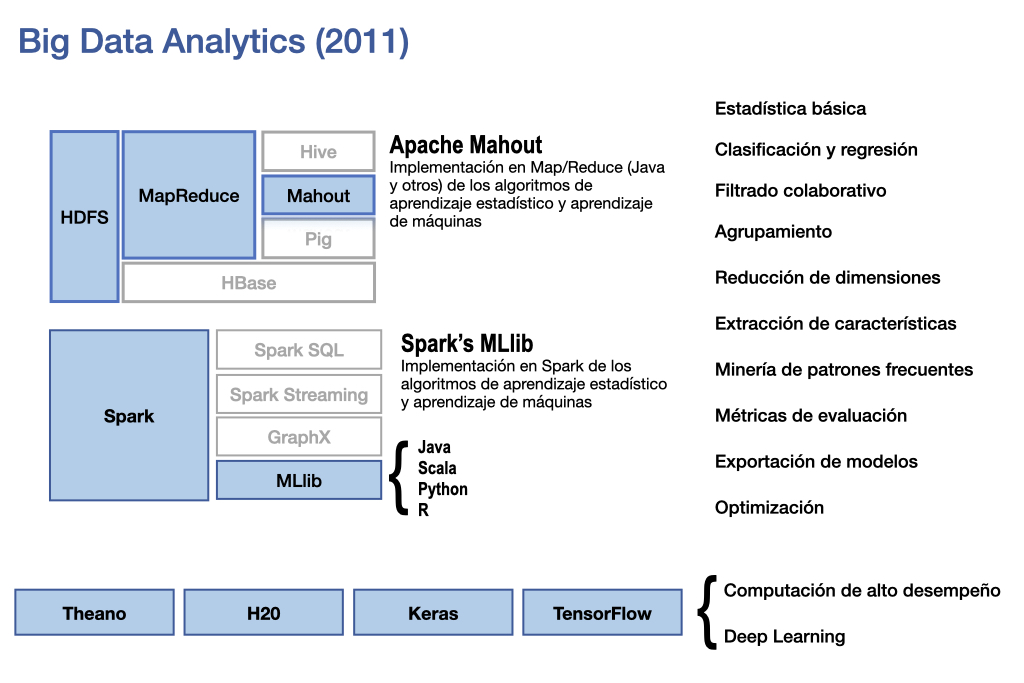 Big Data Analytics (2011)
HDFS
MapReduce
Hive
Mahout
Pig
HBase
Apache Mahout
Implementación en Map/Reduce (Java
y otros) de los algoritmos de
aprendizaje estadístico y aprendizaje
de máquinas
Spark
Spark SQL
Spark Streaming
GraphX
MLlib
Spark's MLlib
Implementación en Spark de los
algoritmos de aprendizaje estadístico
y aprendizaje de máquinas
Java
Scala
Python
R
Estadística básica
Clasificación y regresión
Filtrado colaborativo
Agrupamiento
Reducción de dimensiones
Extracción de características
Minería de patrones frecuentes
Métricas de evaluación
Exportación de modelos
Optimización
Theano
H20
Keras
TensorFlow
Computación de alto desempeño
Deep Learning